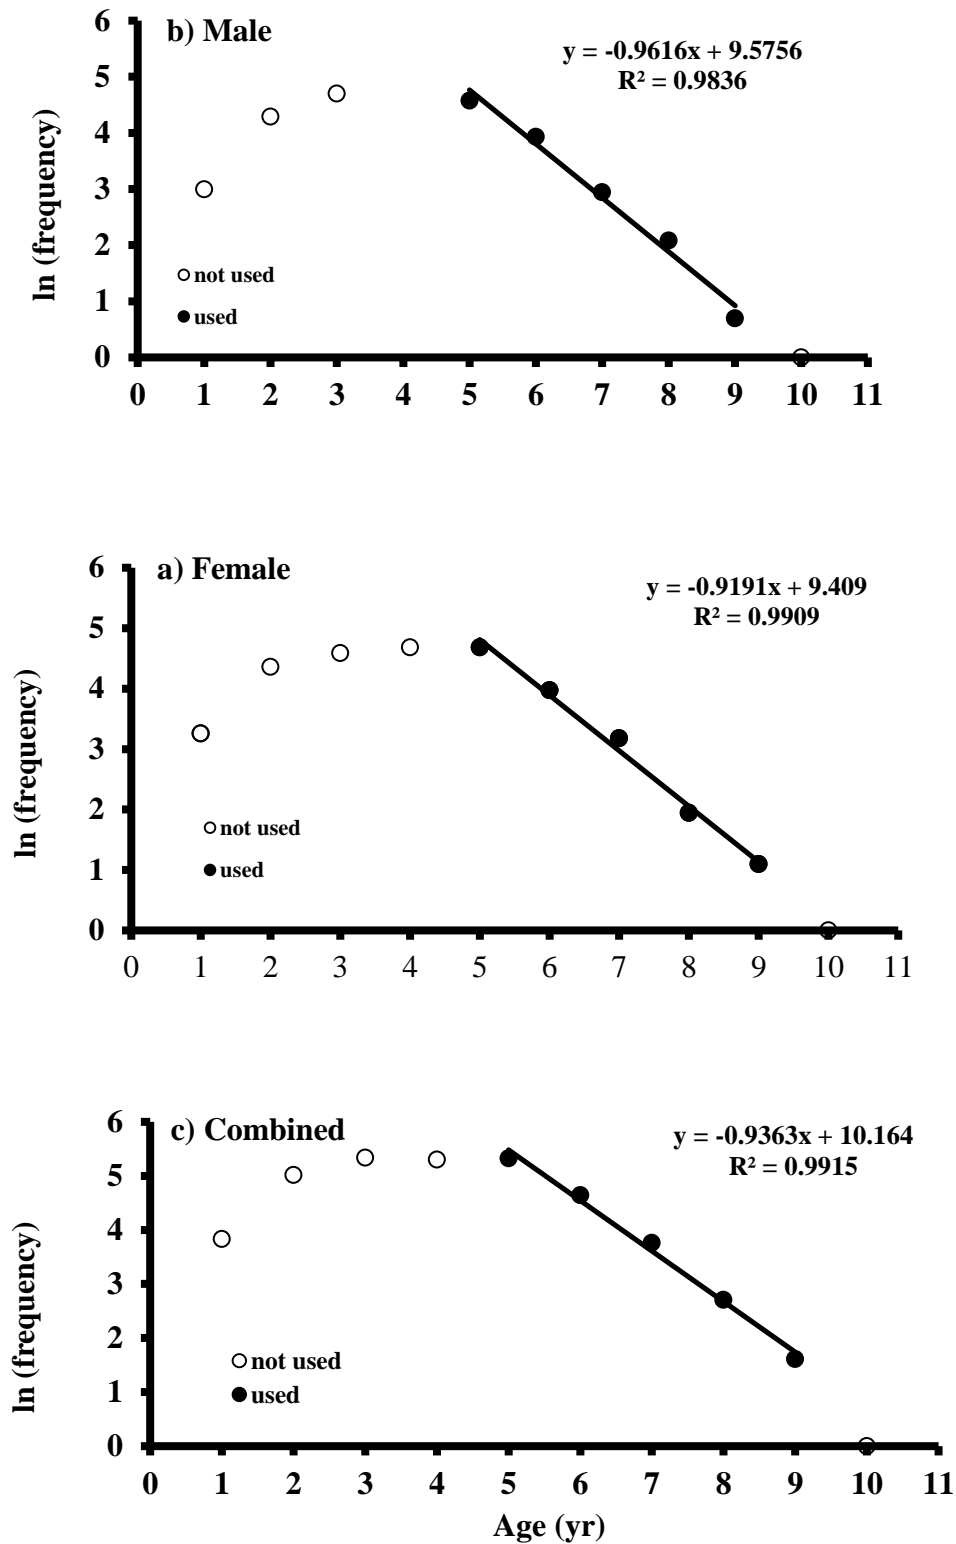 b) Male
y = -0.9616x + 9.5756
R² = 0.9836
6
5
4
3
2
1
0
ln (frequency)
not used
used
0 1 2 3 4 5 6 7 8 9 10 11
a) Female
y = -0.9191x + 9.409
R² = 0.9909
6
5
4
3
2
1
0
ln (frequency)
not used
used
0 1 2 3 4 5 6 7 8 9 10 11
c) Combined
y = -0.9363x + 10.164
R² = 0.9915
6
5
4
3
2
1
0
ln (frequency)
not used
used
0 1 2 3 4 5 6 7 8 9 10 11
Age (yr)